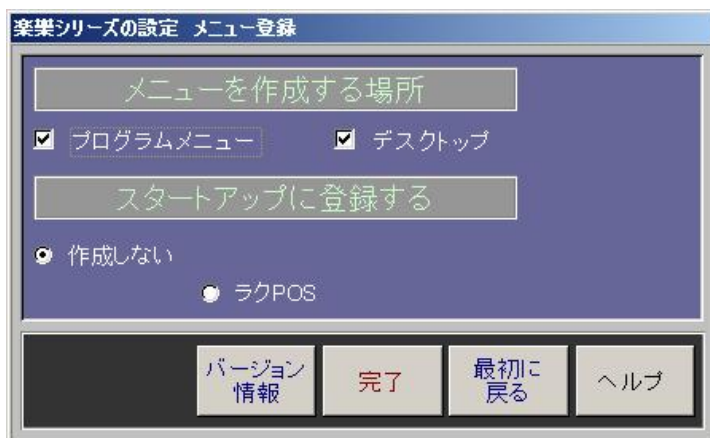 楽樂シリーズの設定 メニュー登録
メニューを作成する場所
プログラムメニュー デスクトップ
スタートアップに登録する
作成しない
ラクPOS
バージョン
情報
完了
最初に
戻る
ヘルプ